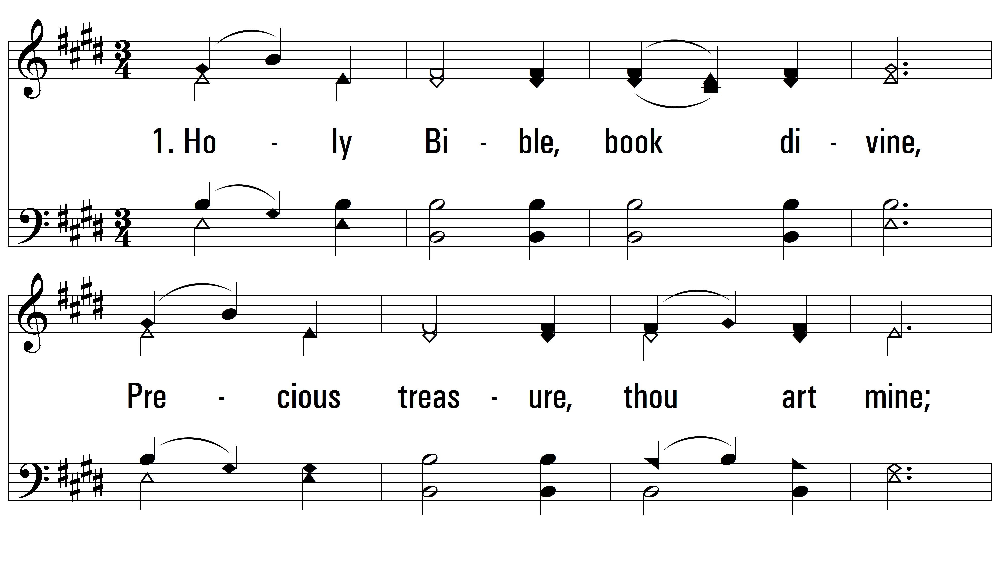 1. Ho - ly Bi - ble, book di - vine,
Pre - cious treas - ure, thou art mine;